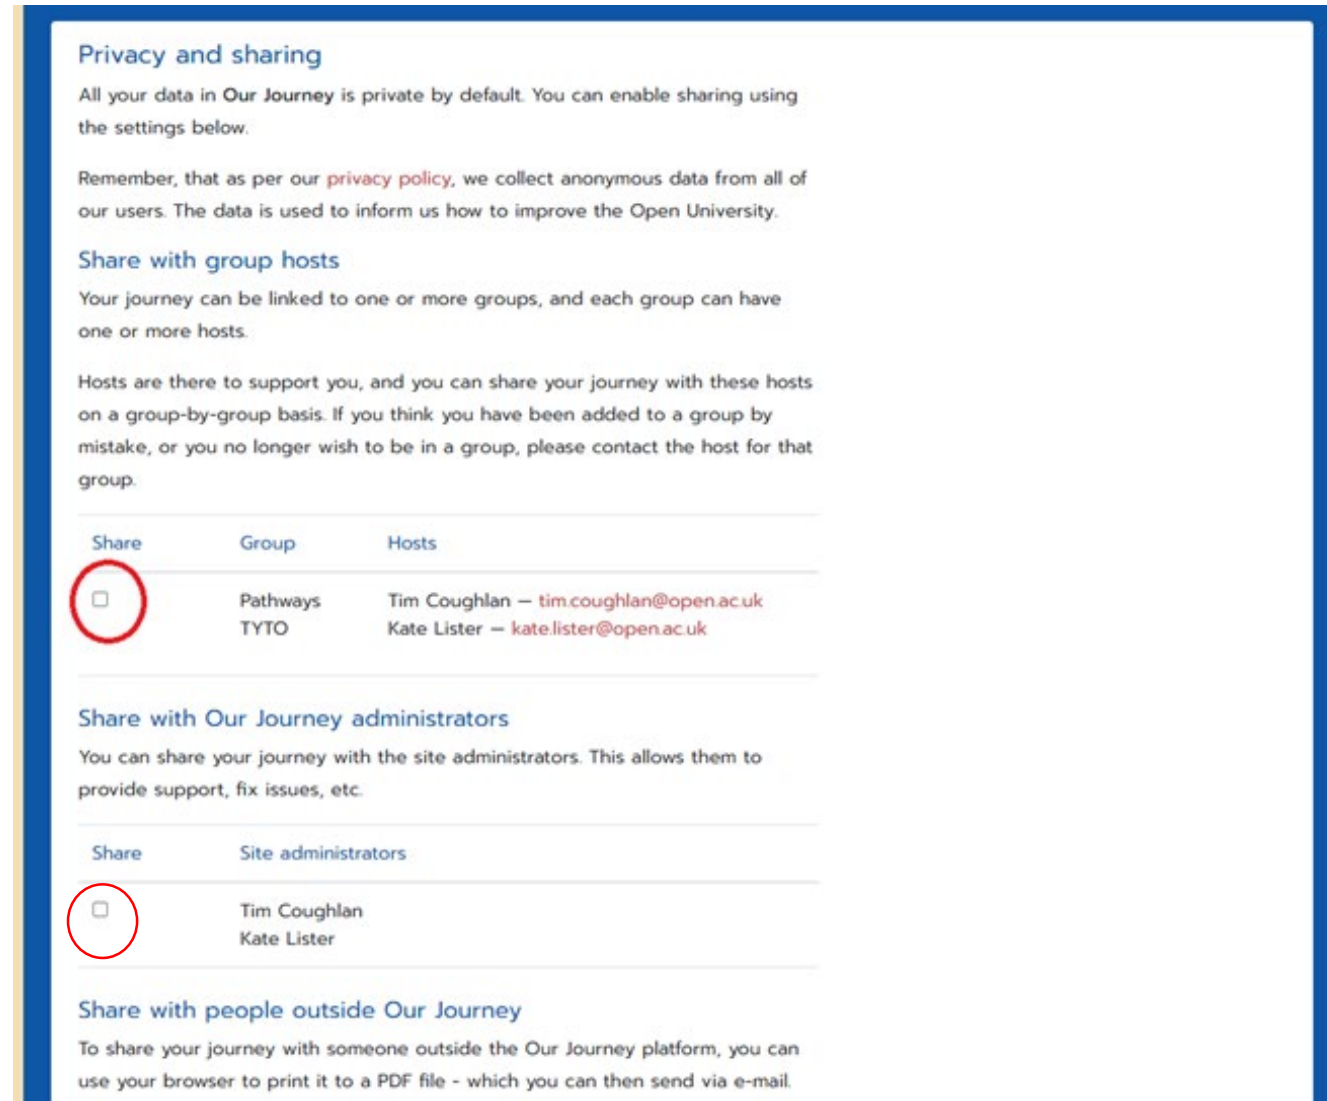 Privacy and sharing
All your data in Our Journey is private by default. You can enable sharing using
the settings below.
Remember, that as per our privacy policy, we collect anonymous data from all of
our users. The data is used to inform us how to improve the Open University.
Share with group hosts
Your journey can be linked to one or more groups, and each group can have
one or more hosts.
Hosts are there to support you, and you can share your journey with these hosts
on a group-by-group basis. If you think you have been added to a group by
mistake, or you no longer wish to be in a group, please contact the host for that
group.
Share Group Hosts
Pathways Tim Coughlan – tim.coughlan@open.ac.uk
TYTO Kate Lister – kate.lister@open.ac.uk
Share with Our Journey administrators
You can share your journey with the site administrators. This allows them to
provide support, fix issues, etc.
Share Site administrators
Tim Coughlan
Kate Lister
Share with people outside Our Journey
To share your journey with someone outside the Our Journey platform, you can
use your browser to print it to a PDF file - which you can then send via e-mail.